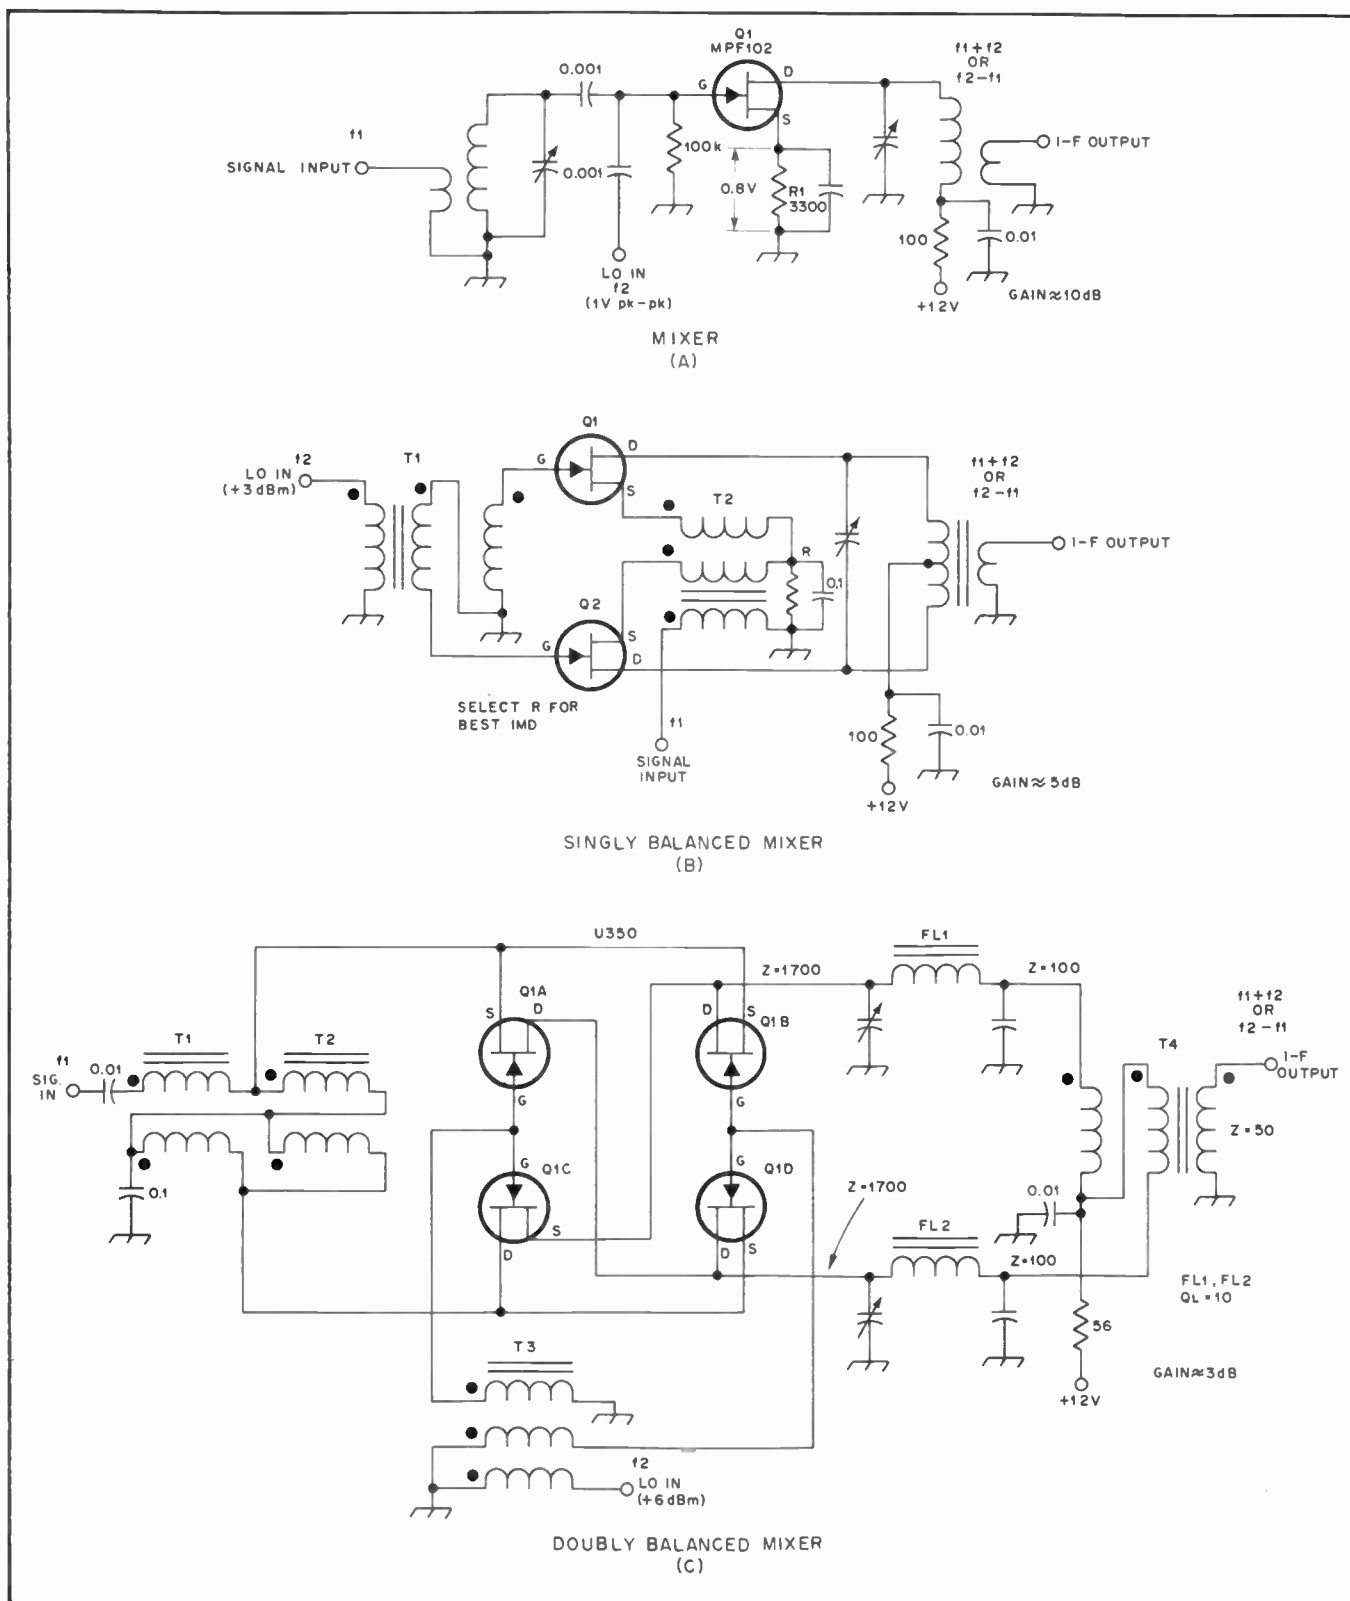 Q1
MPF102
f1+f2
OR
f2-f1
0.001
G
D
S
f1
SIGNAL INPUT
0.001
100k
0.8V
R1
3300
I-F OUTPUT
100
0.01
LO IN
f2
(1V pk-pk)
+12V
GAIN≈10dB
MIXER
(A)
Q1
f2
LO IN
(+3dBm)
T1
G
D
S
T2
f1+f2
OR
f2-f1
I-F OUTPUT
R
0.1
Q2
G
S
D
SELECT R FOR
BEST IMD
f1
SIGNAL
INPUT
100
0.01
+12V
GAIN≈5dB
SINGLY BALANCED MIXER
(B)
U350
FL1
Z=1700
Z=100
f1+f2
OR
f2-f1
Q1A
S
D
D
S
Q1B
T1
T2
f1
SIG.
IN
0.01
T4
I-F
OUTPUT
G
G
Z=50
G
Q1C
G
Q1D
0.1
Z=1700
0.01
S
D
D
S
FL2
Z=100
FL1, FL2
QL=10
56
T3
GAIN≈3dB
+12V
f2
LO IN
(+6dBm)
DOUBLY BALANCED MIXER
(C)